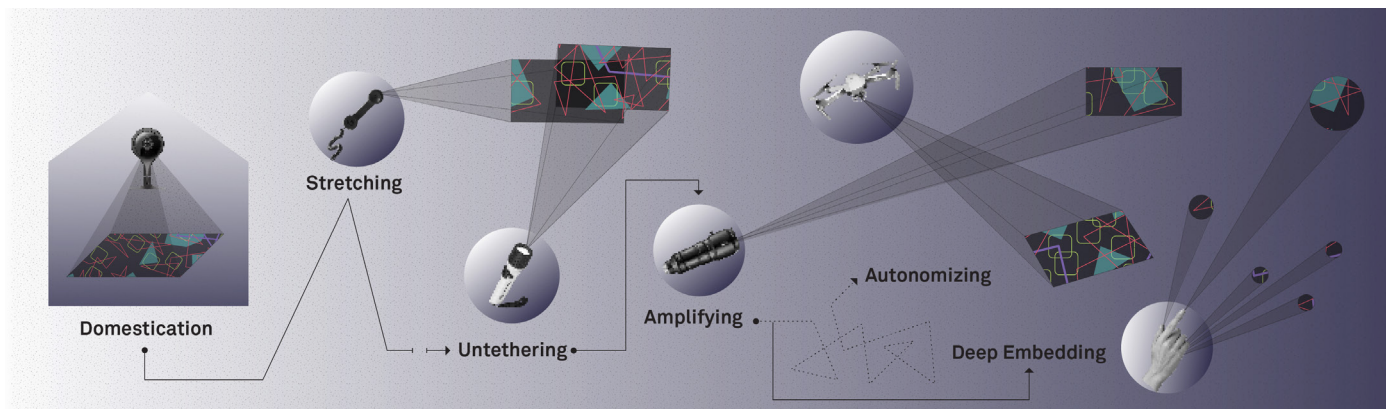 Domestication
Stretching
Untethering
Amplifying
Autonomizing
Deep Embedding